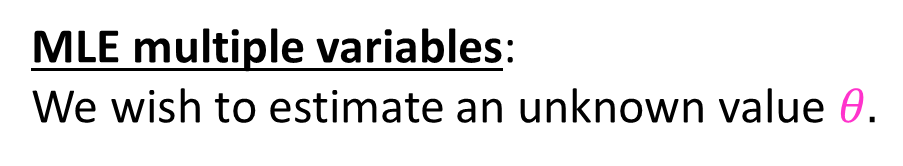 MLE multiple variables:
We wish to estimate an unknown value θ.